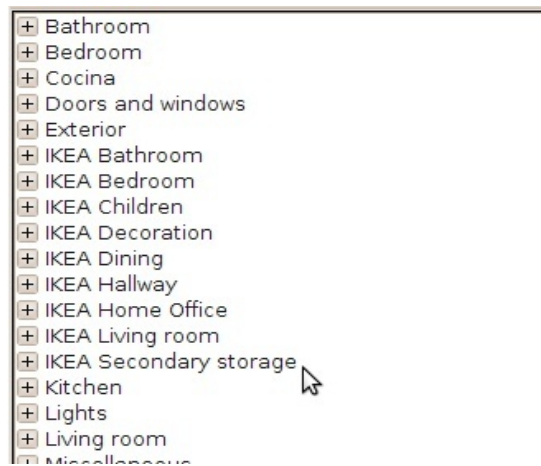 Bathroom
Bedroom
Cocina
Doors and windows
Exterior
IKEA Bathroom
IKEA Bedroom
IKEA Children
IKEA Decoration
IKEA Dining
IKEA Hallway
IKEA Home Office
IKEA Living room
IKEA Secondary storage
Kitchen
Lights
Living room
Miscellaneous